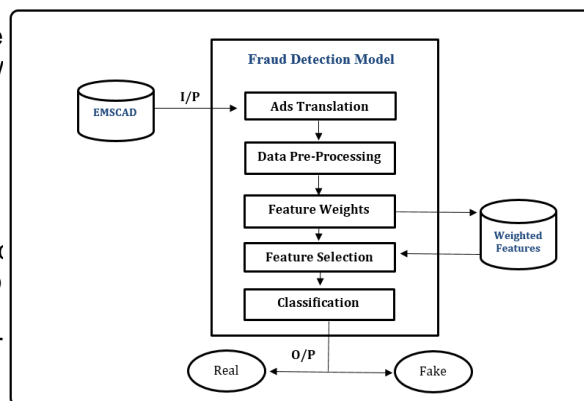 Fraud Detection Model
I/P
EMSCAD
Ads Translation
Data Pre-Processing
Feature Weights
Weighted
Features
Feature Selection
Classification
O/P
Real
Fake